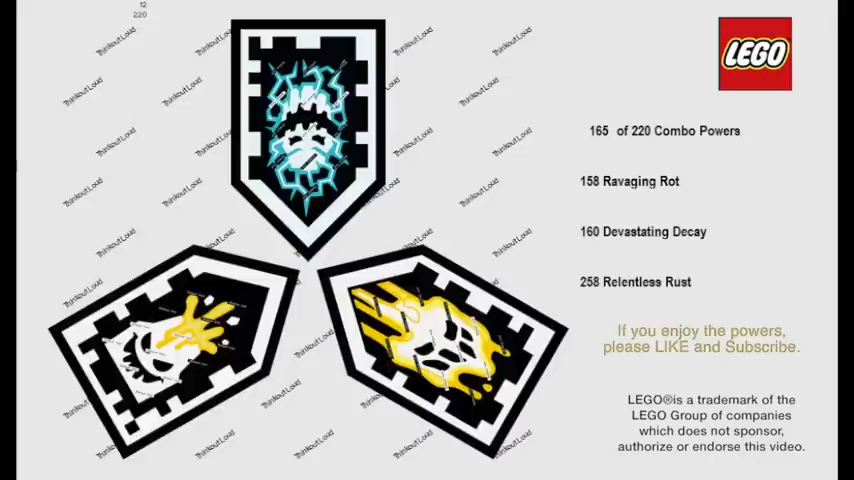 12
220
LEGO
165 of 220 Combo Powers
158 Ravaging Rot
160 Devastating Decay
258 Relentless Rust
If you enjoy the powers,
please LIKE and Subscribe.
LEGO®is a trademark of the
LEGO Group of companies
which does not sponsor,
authorize or endorse this video.
ThinkoutLoud